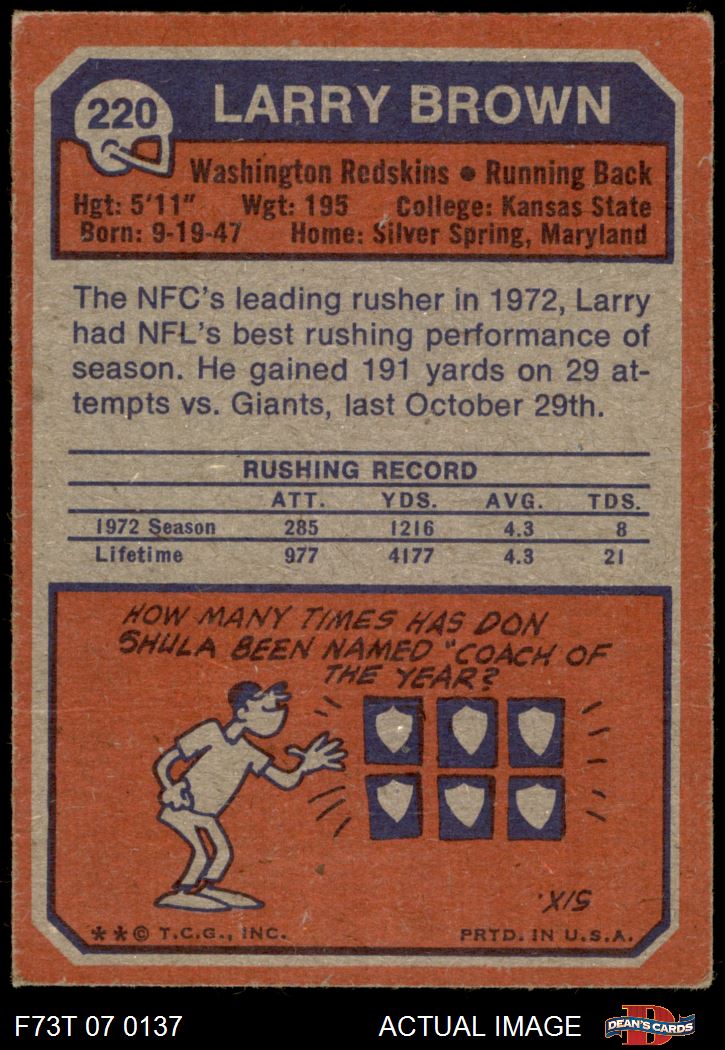 220
LARRY BROWN
Washington Redskins • Running Back
Hgt: 5'11" Wgt: 195 College: Kansas State
Born: 9-19-47 Home: Silver Spring, Maryland
The NFC's leading rusher in 1972, Larry
had NFL's best rushing performance of
season. He gained 191 yards on 29 at-
tempts vs. Giants, last October 29th.
RUSHING RECORD
ATT. YDS. AVG. TDS.
1972 Season 285 1216 4.3 8
Lifetime 977 4177 4.3 21
HOW MANY TIMES HAS DON
SHULA BEEN NAMED "COACH OF
THE YEAR?
SIX.
**© T.C.G., INC. PRTD. IN U.S.A.
F73T 07 0137 ACTUAL IMAGE
D
DEAN'S CARDS